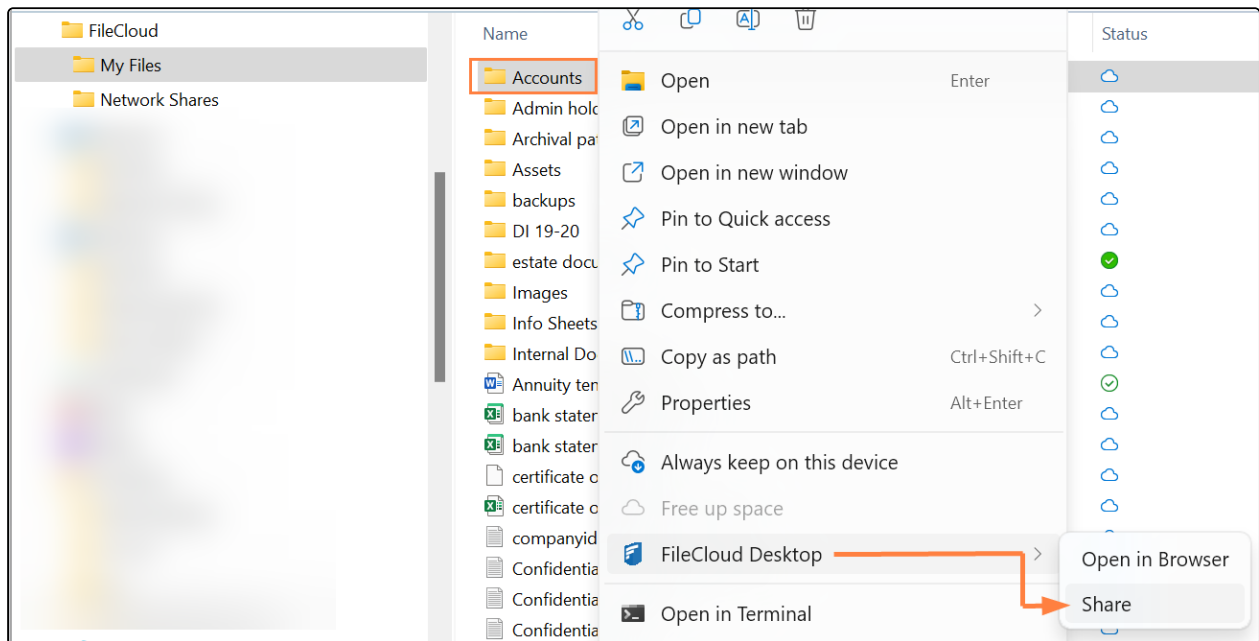 FileCloud
My Files
Network Shares
Name
Status
Accounts
Admin hold
Archival pa
Assets
backups
DI 19-20
estate docu
Images
Info Sheets
Internal Do
Annuity ten
bank stater
bank stater
certificate o
certificate o
companyid
Confidentia
Confidentia
Confidentia
Open Enter
Open in new tab
Open in new window
Pin to Quick access
Pin to Start
Compress to...
Copy as path Ctrl+Shift+C
Properties Alt+Enter
Always keep on this device
Free up space
FileCloud Desktop
Open in Terminal
Open in Browser
Share